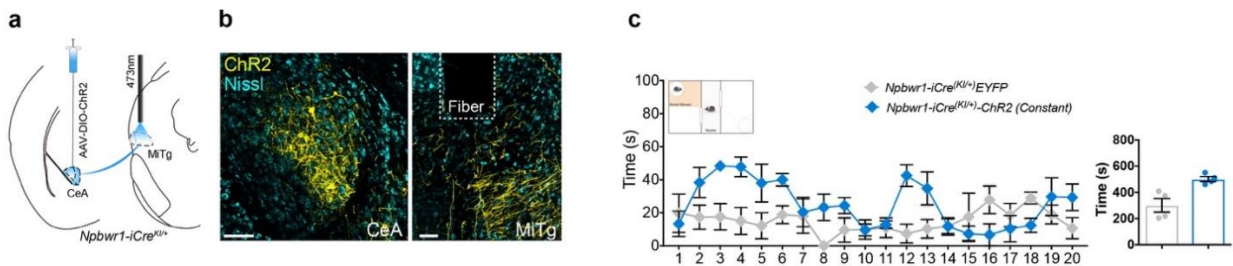 a
b
c
AAV-DIO-ChR2
473nm
MiTg
CeA
Npbwr1-iCreKI/+
ChR2
Nissl
CeA
Fiber
MiTg
Npbwr1-iCre(KI/+)EYFP
Npbwr1-iCre(KI/+)-ChR2 (Constant)
Time (s)
100
80
60
40
20
0
1 2 3 4 5 6 7 8 9 10 11 12 13 14 15 16 17 18 19 20
Time (s)
800
600
400
200